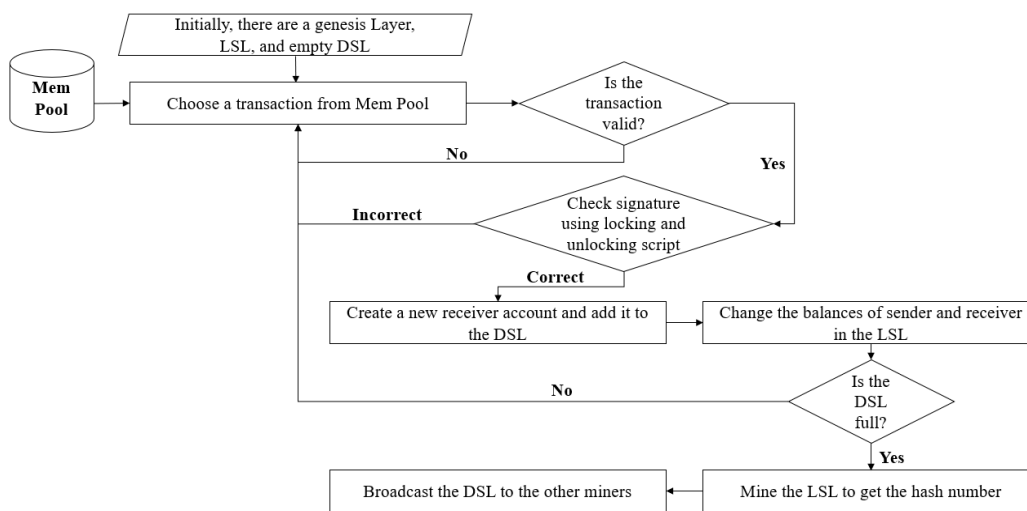 Initially, there are a genesis Layer,
LSL, and empty DSL
Mem
Pool
Choose a transaction from Mem Pool
Is the
transaction
valid?
No
Yes
Check signature
using locking and
unlocking script
Incorrect
Correct
Create a new receiver account and add it to
the DSL
Change the balances of sender and receiver
in the LSL
Is the
DSL
full?
No
Yes
Mine the LSL to get the hash number
Broadcast the DSL to the other miners